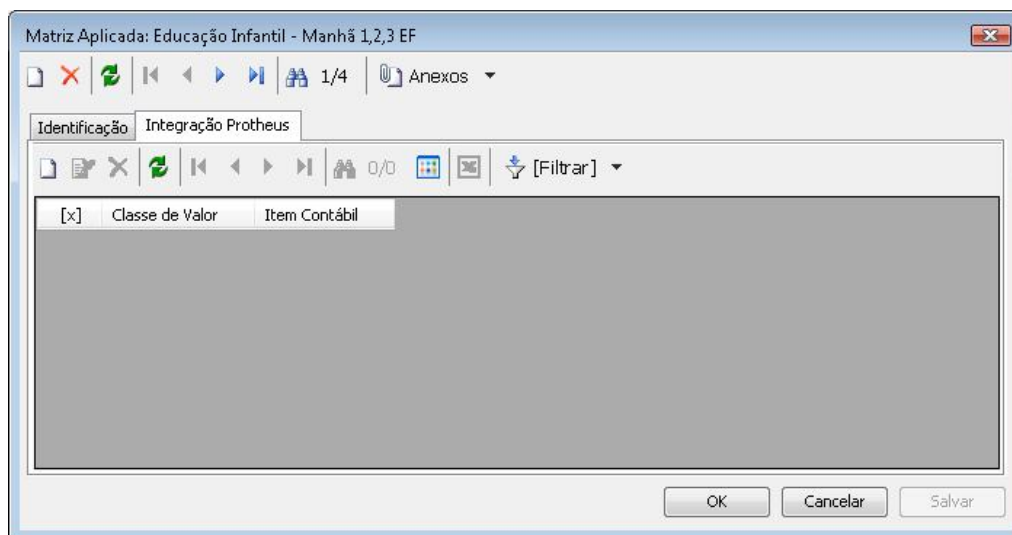 Matriz Aplicada: Educação Infantil - Manhã 1,2,3 EF
1/4 Anexos
Identificação Integração Protheus
0/0 [Filtrar]
[x] Classe de Valor Item Contábil
OK Cancelar Salvar